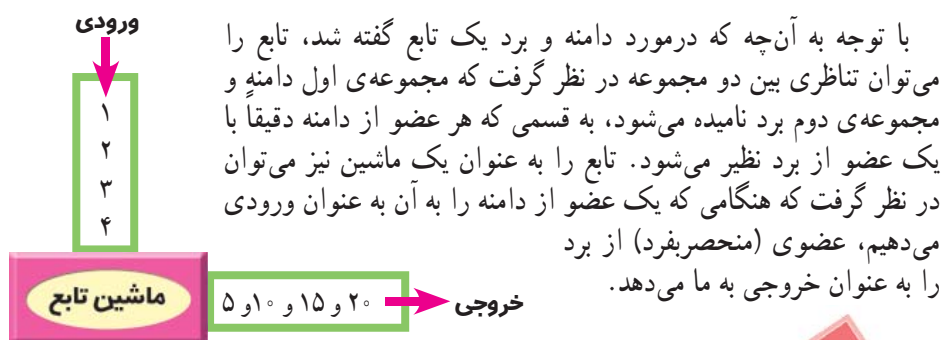 با توجه به آن‌چه که درمورد دامنه و برد یک تابع گفته شد، تابع را
می‌توان تناظری بین دو مجموعه در نظر گرفت که مجموعه‌ی اول دامنه و
مجموعه‌ی دوم برد نامیده می‌شود، به قسمی که هر عضو از دامنه دقیقاً با
یک عضو از برد نظیر می‌شود. تابع را به عنوان یک ماشین نیز می‌توان
در نظر گرفت که هنگامی که یک عضو از دامنه را به آن به عنوان ورودی
می‌دهیم، عضوی (منحصربفرد) از برد
را به عنوان خروجی به ما می‌دهد.
ورودی
۱
۲
۳
۴
ماشین تابع
۲۰ و ۱۵ و ۱۰و ۵
خروجی